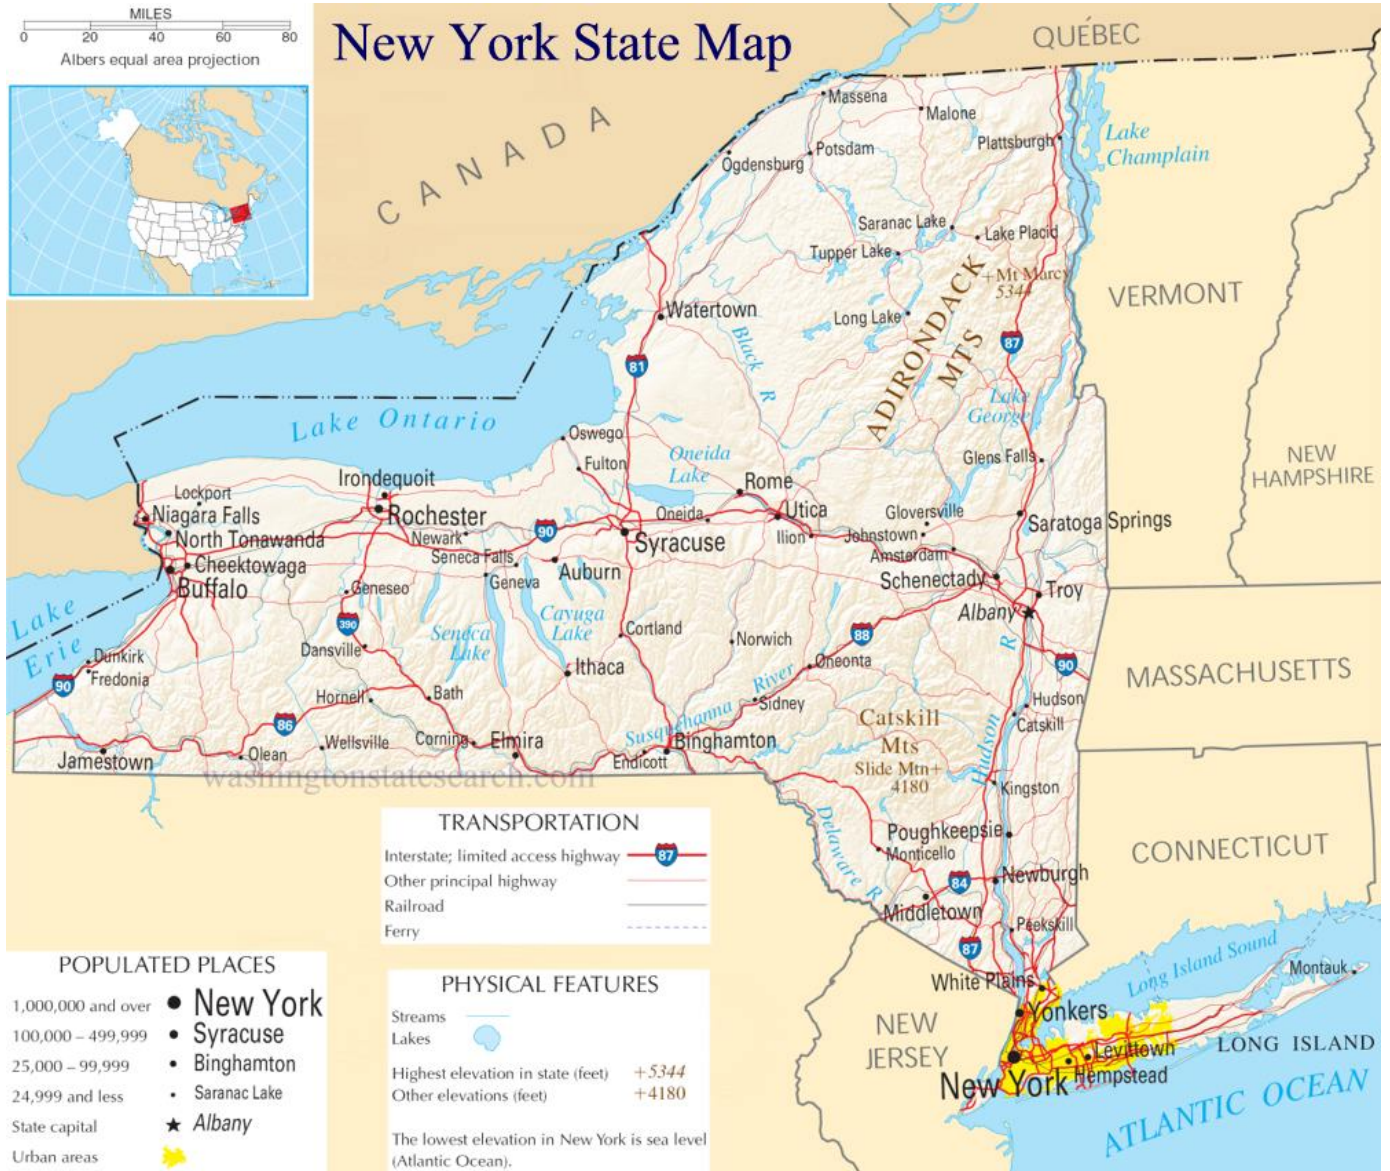 MILES
0 20 40 60 80
Albers equal area projection
New York State Map
QUÉBEC
CANADA
Massena
Malone
Plattsburgh
Lake
Champlain
Ogdensburg
Potsdam
Saranac Lake
Lake Placid
Tupper Lake
+Mt Marcy
5344
ADIRONDACK
MTS
VERMONT
Watertown
Long Lake
Black R
87
81
Lake
George
Lake Ontario
Oswego
Fulton
Oneida
Lake
Glens Falls
NEW
HAMPSHIRE
Irondequoit
Rome
Lockport
Niagara Falls
Rochester
90
Oneida
Utica
Gloversville
Saratoga Springs
North Tonawanda
Newark
Syracuse
Ilion
Johnstown
Seneca Falls
Amsterdam
Cheektowaga
Auburn
Schenectady
Buffalo
Geneseo
Geneva
Troy
Albany
Lake
Erie
390
Seneca
Lake
Cayuga
Lake
Cortland
Norwich
88
Dansville
Oneonta
90
MASSACHUSETTS
Dunkirk
Fredonia
90
Ithaca
Hornell
Bath
Susquehanna River
Sidney
Hudson
Catskill
Catskill
Mts
Slide Mtn+
4180
Hudson R
86
Jamestown
Olean
Wellsville
Corning
Elmira
Endicott
Binghamton
washingtonstatesearch.com
Kingston
Delaware R
Poughkeepsie
Monticello
CONNECTICUT
84
Newburgh
Middletown
Peekskill
87
White Plains
Long Island Sound
Montauk
Yonkers
NEW
JERSEY
Levittown
LONG ISLAND
Hempstead
New York
ATLANTIC OCEAN
TRANSPORTATION
Interstate; limited access highway 87
Other principal highway
Railroad
Ferry
POPULATED PLACES
1,000,000 and over New York
100,000 – 499,999 Syracuse
25,000 – 99,999 Binghamton
24,999 and less Saranac Lake
State capital Albany
Urban areas
PHYSICAL FEATURES
Streams
Lakes
Highest elevation in state (feet) +5344
Other elevations (feet) +4180
The lowest elevation in New York is sea level
(Atlantic Ocean).